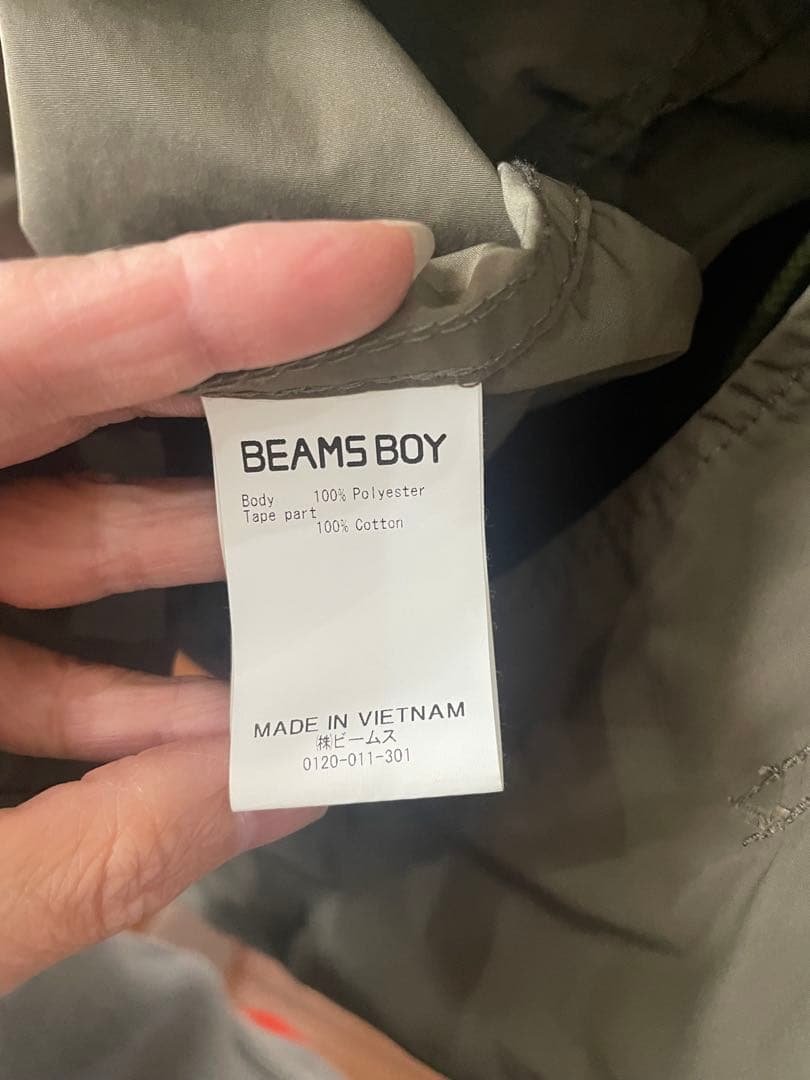 BEAMS BOY
Body 100% Polyester
Tape part
100% Cotton
MADE IN VIETNAM
㈱ビームス
0120-011-301